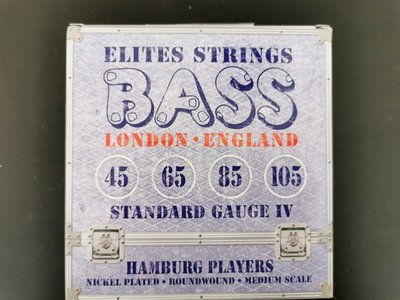 ELITES STRINGS
BASS
LONDON • ENGLAND
45 65 85 105
STANDARD GAUGE IV
HAMBURG PLAYERS
NICKEL PLATED • ROUNDWOUND • MEDIUM SCALE